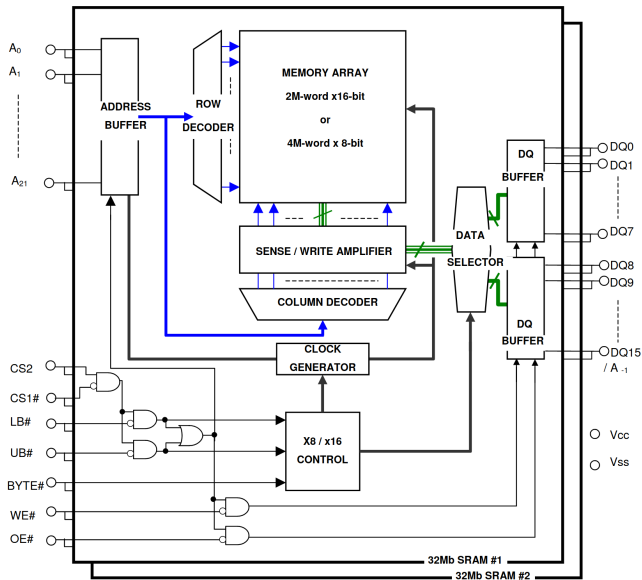 A0
A1
A21
ADDRESS
BUFFER
ROW
DECODER
MEMORY ARRAY
2M-word x16-bit
or
4M-word x 8-bit
SENSE / WRITE AMPLIFIER
COLUMN DECODER
CLOCK
GENERATOR
X8 / x16
CONTROL
DATA
SELECTOR
DQ
BUFFER
DQ
BUFFER
DQ0
DQ1
DQ7
DQ8
DQ9
DQ15
/ A -1
CS2
CS1#
LB#
UB#
BYTE#
WE#
OE#
Vcc
Vss
32Mb SRAM #1
32Mb SRAM #2